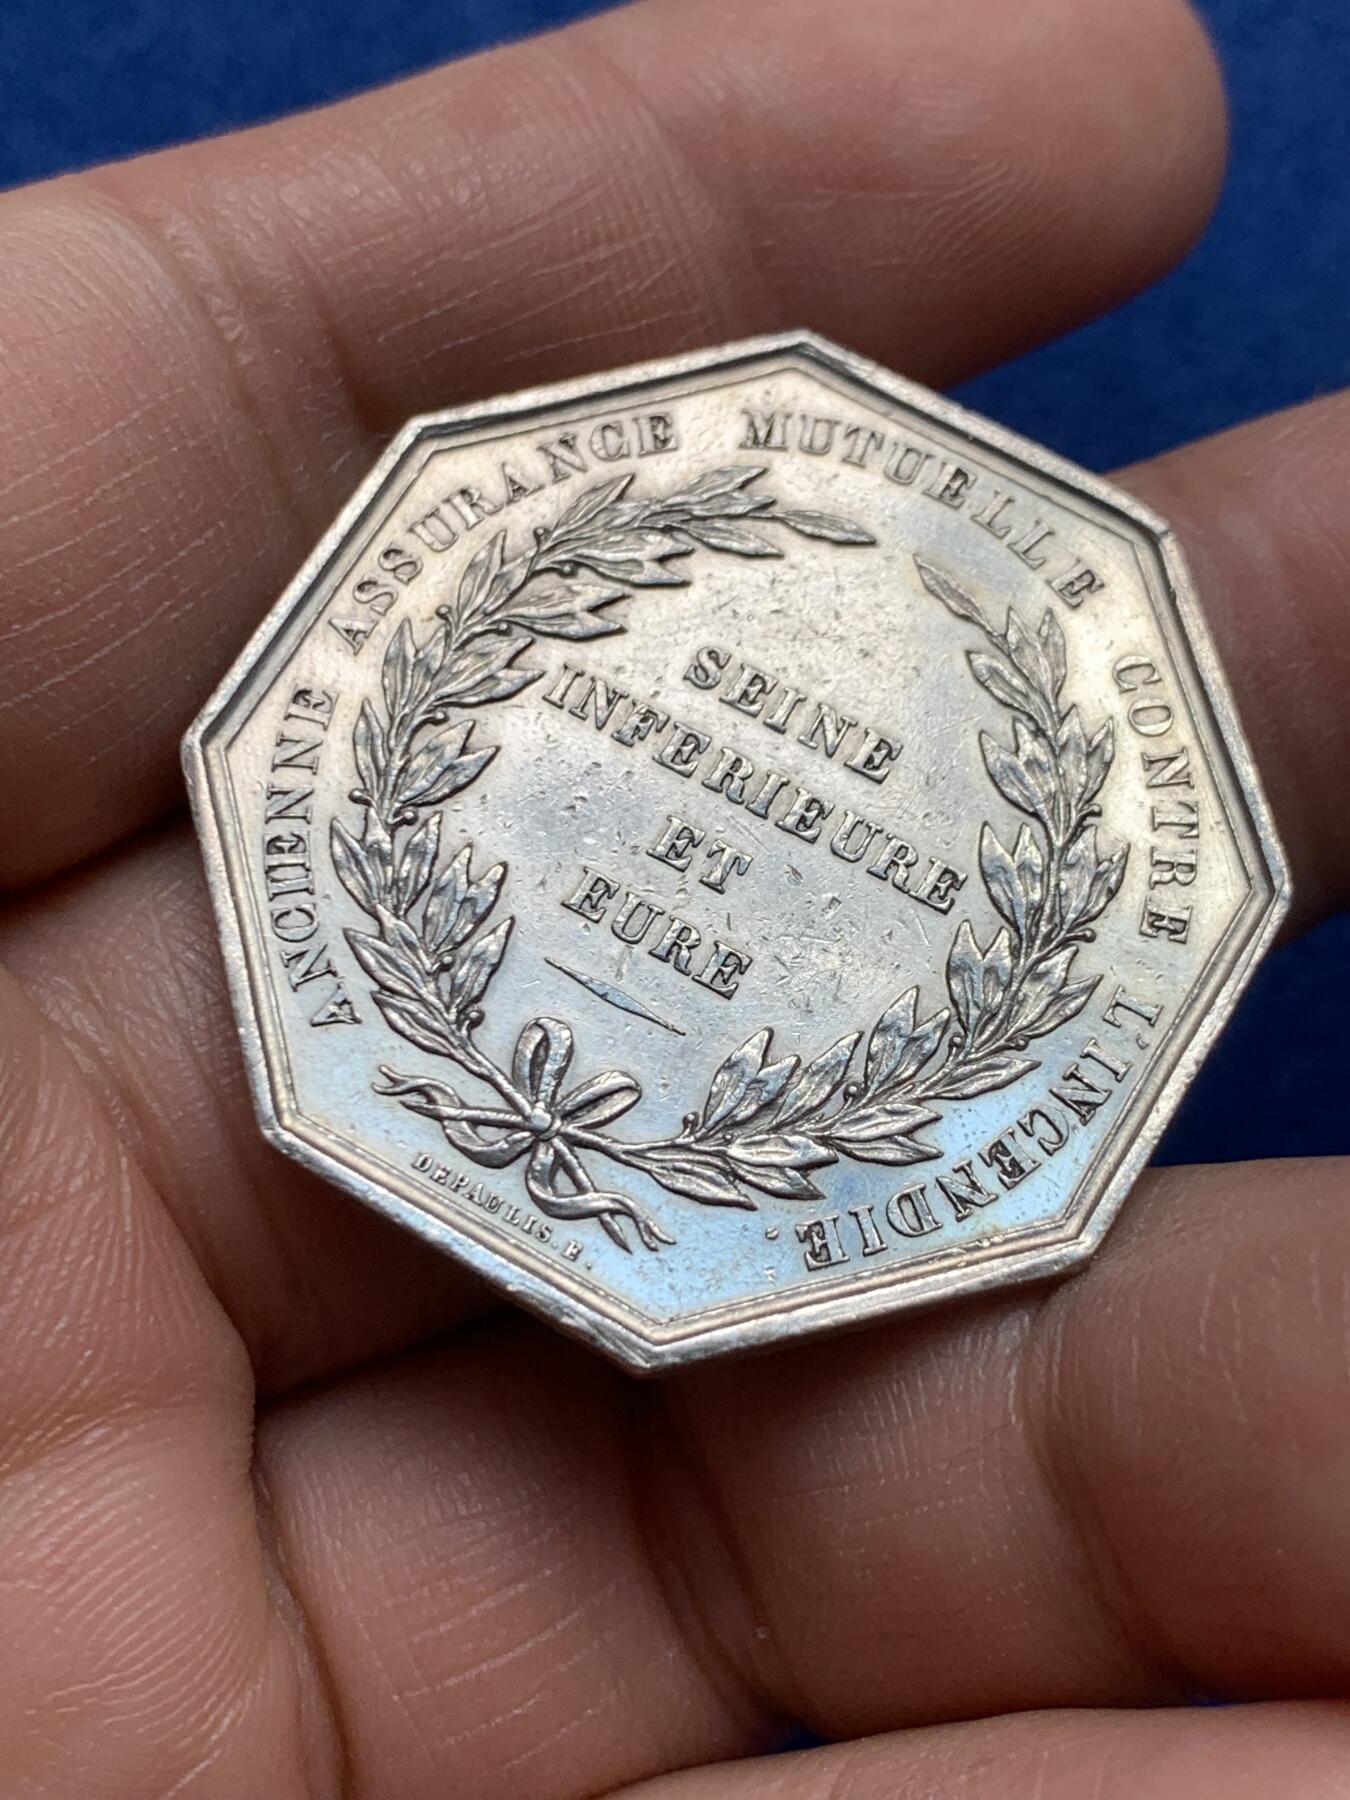 ANCIENNE ASSURANCE MUTUELLE CONTRE L'INCENDIE.
SEINE
INFERIEURE
ET
EURE
DEPAULIS.F.